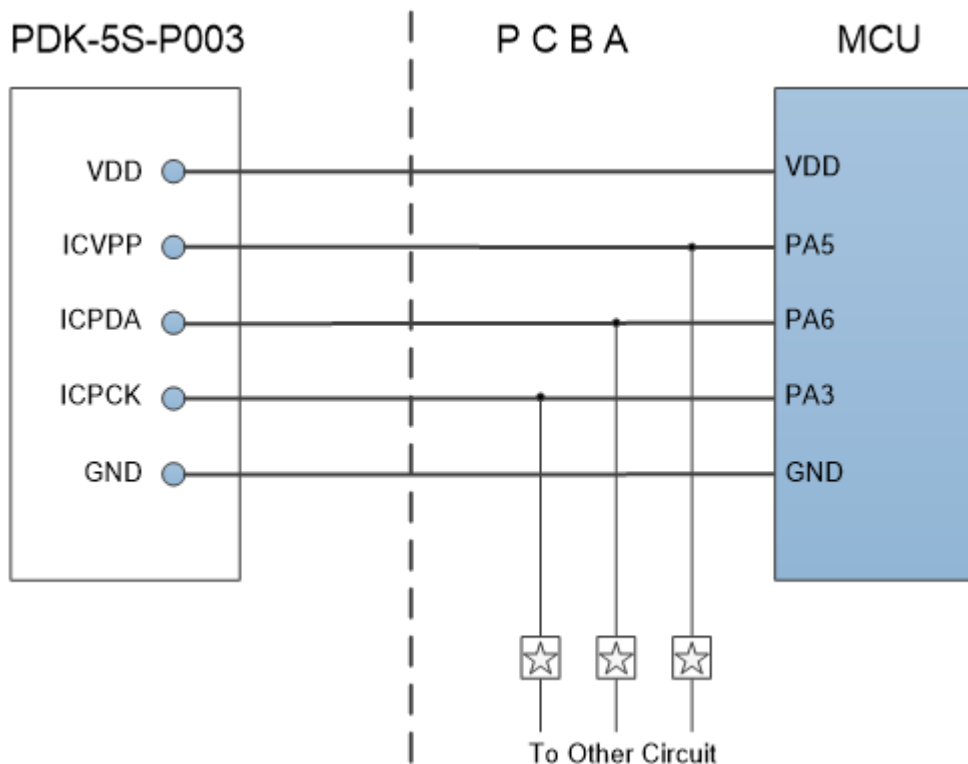 PDK-5S-P003
P C B A
MCU
VDD
VDD
ICVPP
PA5
ICPDA
PA6
ICPCK
PA3
GND
GND
To Other Circuit